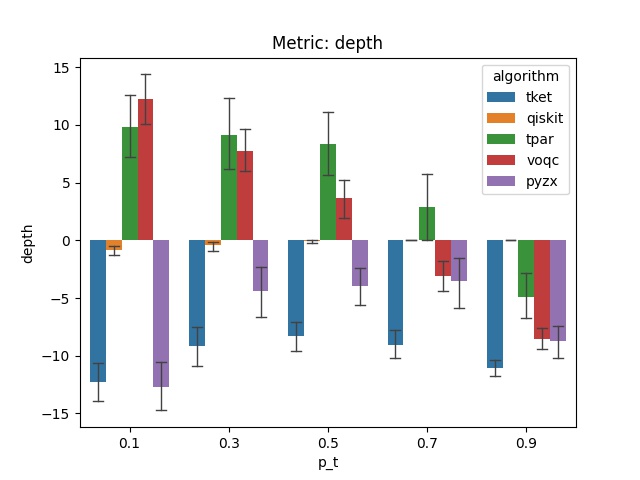 Metric: depth
15
10
5
0
−5
−10
−15
depth
0.1 0.3 0.5 0.7 0.9
p_t
algorithm
tket
qiskit
tpar
voqc
pyzx